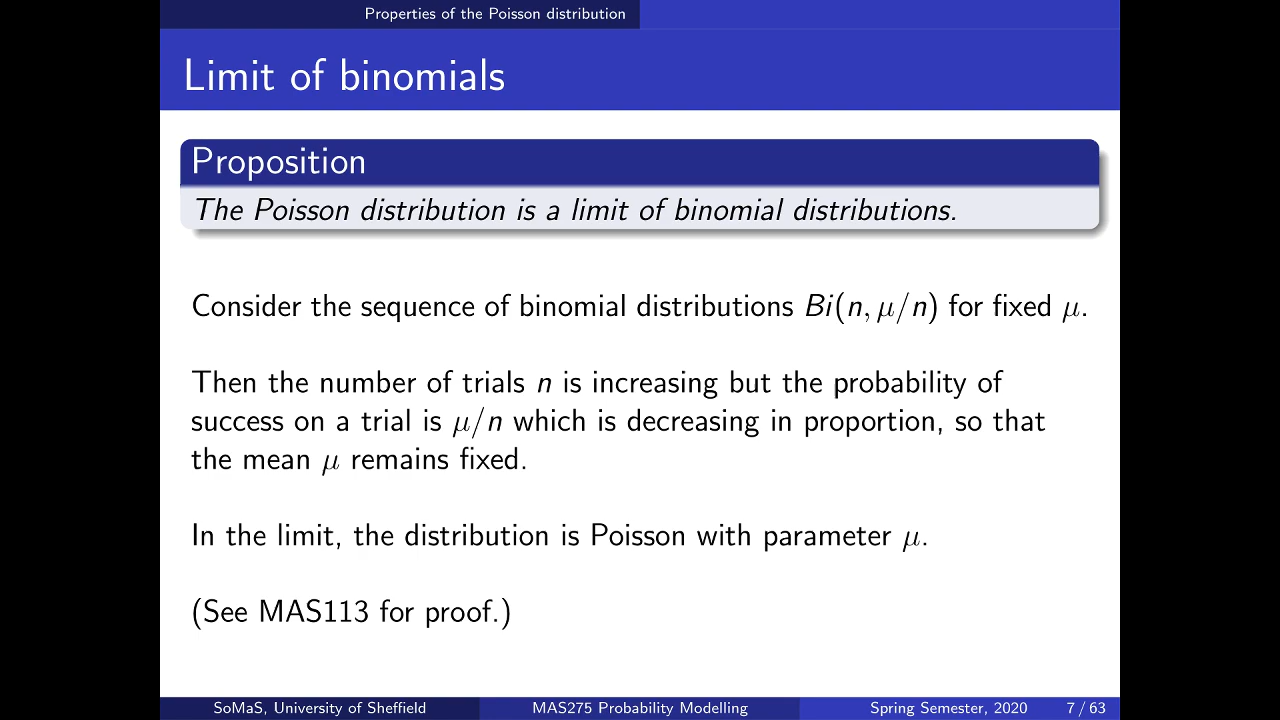 Properties of the Poisson distribution
Limit of binomials
Proposition
The Poisson distribution is a limit of binomial distributions.
Consider the sequence of binomial distributions Bi(n, μ/n) for fixed μ.
Then the number of trials n is increasing but the probability of
success on a trial is μ/n which is decreasing in proportion, so that
the mean μ remains fixed.
In the limit, the distribution is Poisson with parameter μ.
(See MAS113 for proof.)
SoMaS, University of Sheffield MAS275 Probability Modelling Spring Semester, 2020 7 / 63